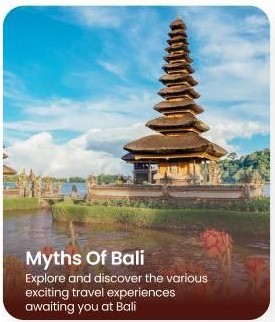 Myths Of Bali
Explore and discover the various
exciting travel experiences
awaiting you at Bali